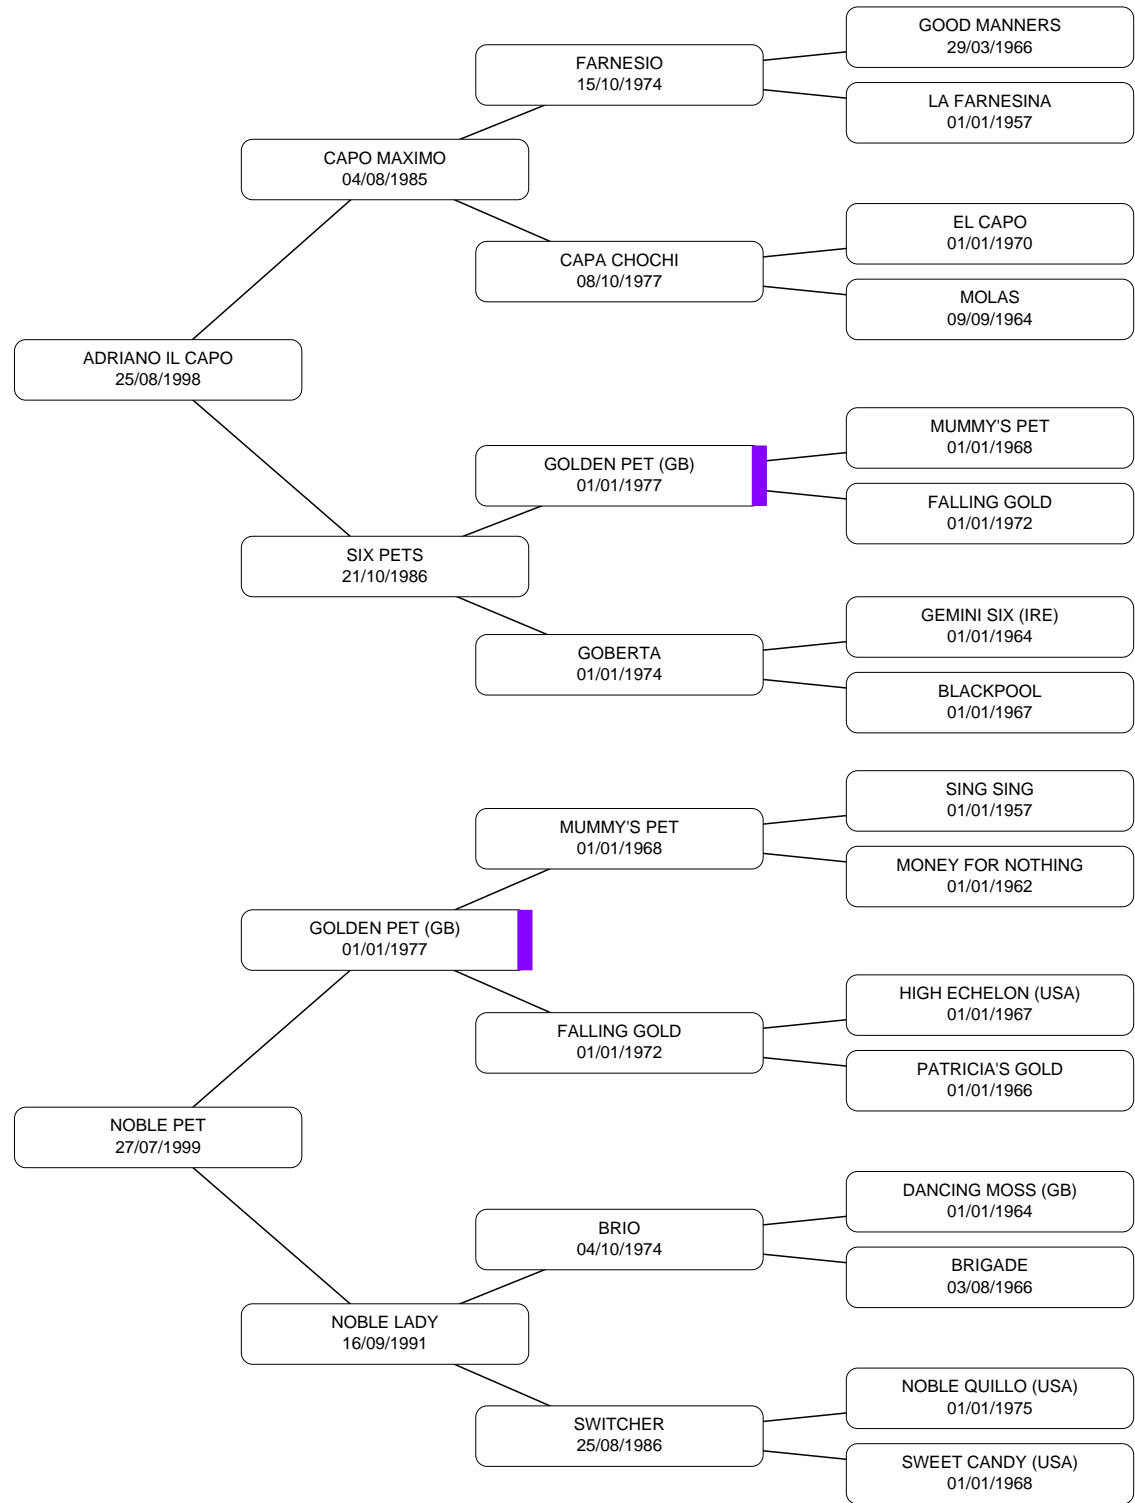 GOOD MANNERS
29/03/1966
FARNESIO
15/10/1974
LA FARNESINA
01/01/1957
CAPO MAXIMO
04/08/1985
EL CAPO
01/01/1970
CAPA CHOCHI
08/10/1977
MOLAS
09/09/1964
ADRIANO IL CAPO
25/08/1998
MUMMY'S PET
01/01/1968
GOLDEN PET (GB)
01/01/1977
FALLING GOLD
01/01/1972
SIX PETS
21/10/1986
GEMINI SIX (IRE)
01/01/1964
GOBERTA
01/01/1974
BLACKPOOL
01/01/1967
SING SING
01/01/1957
MUMMY'S PET
01/01/1968
MONEY FOR NOTHING
01/01/1962
GOLDEN PET (GB)
01/01/1977
HIGH ECHELON (USA)
01/01/1967
FALLING GOLD
01/01/1972
PATRICIA'S GOLD
01/01/1966
NOBLE PET
27/07/1999
DANCING MOSS (GB)
01/01/1964
BRIO
04/10/1974
BRIGADE
03/08/1966
NOBLE LADY
16/09/1991
NOBLE QUILLO (USA)
01/01/1975
SWITCHER
25/08/1986
SWEET CANDY (USA)
01/01/1968